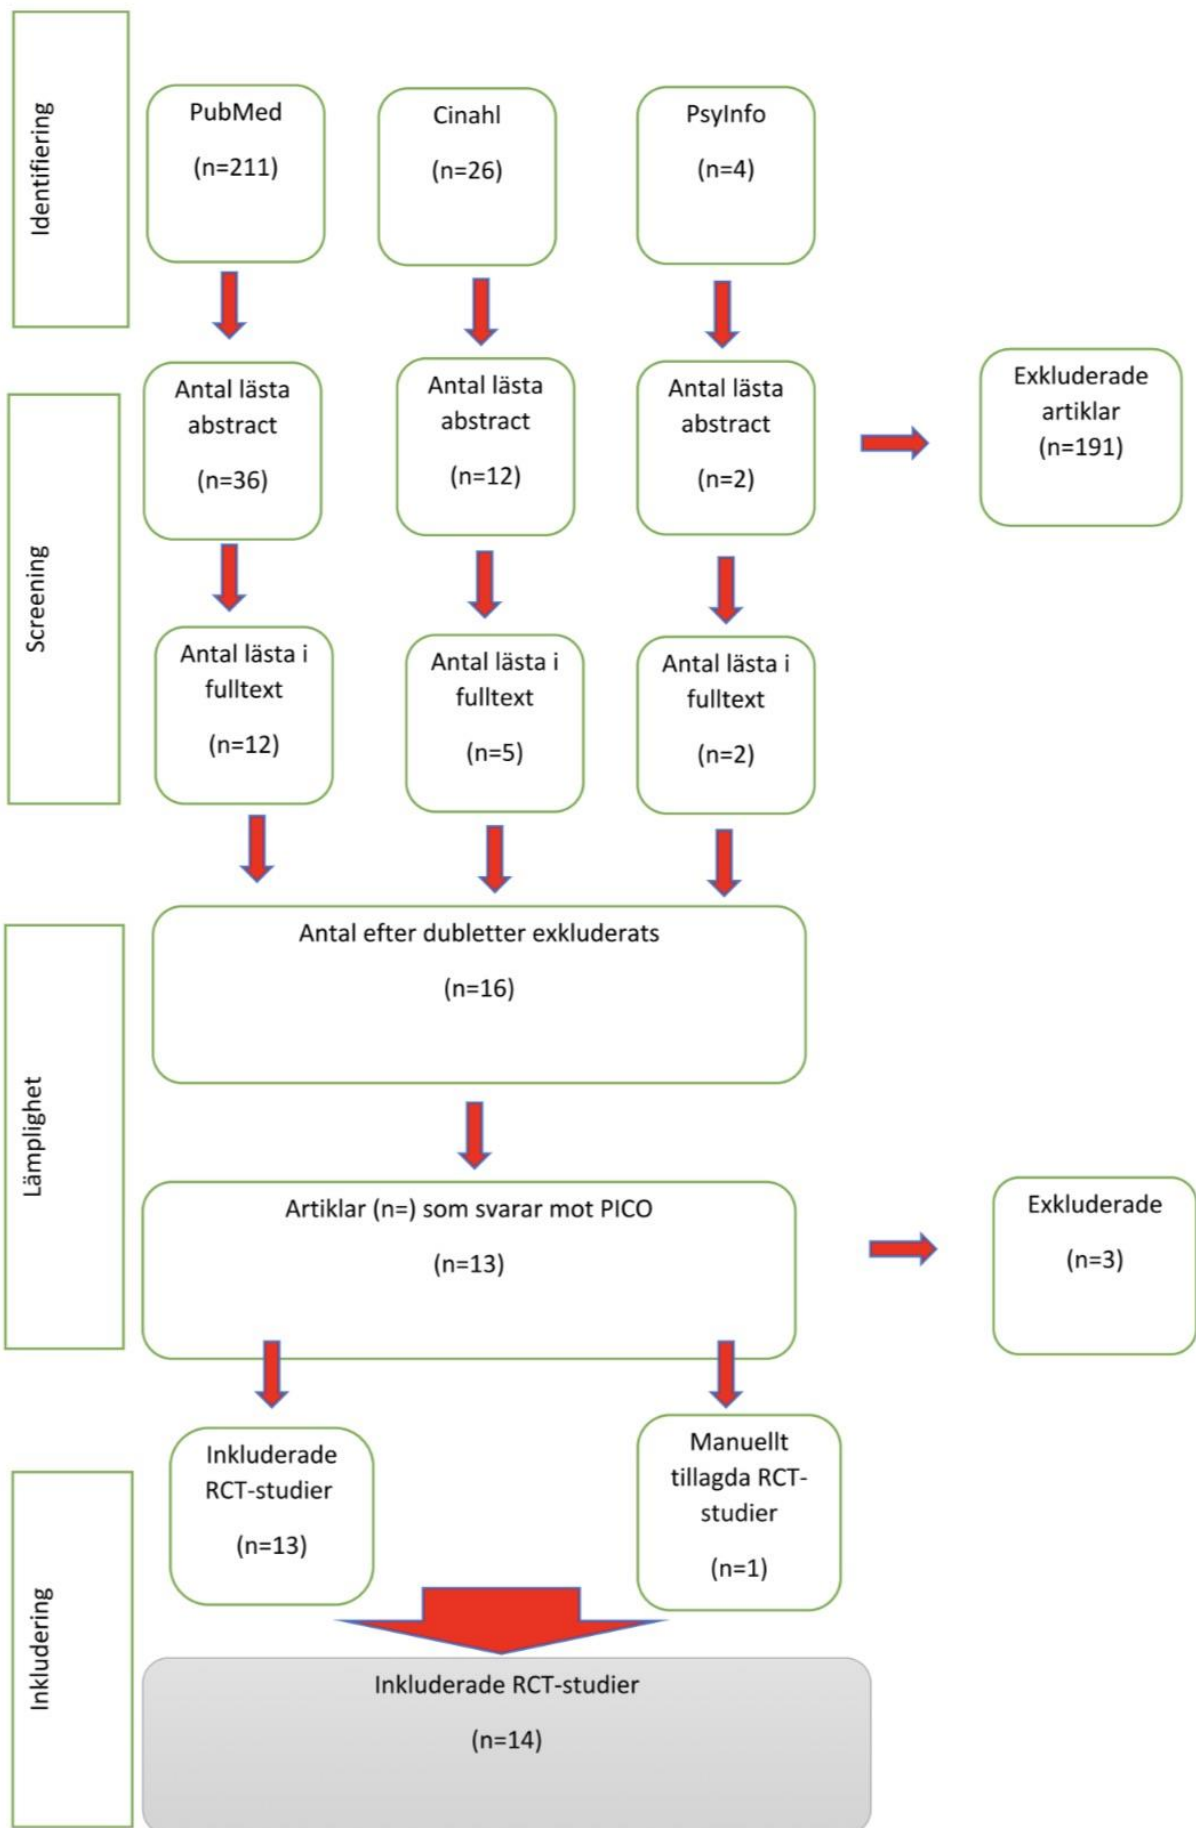 Identifiering
PubMed
(n=211)
Cinahl
(n=26)
PsyInfo
(n=4)
Screening
Antal lästa
abstract
(n=36)
Antal lästa
abstract
(n=12)
Antal lästa
abstract
(n=2)
Exkluderade
artiklar
(n=191)
Antal lästa i
fulltext
(n=12)
Antal lästa i
fulltext
(n=5)
Antal lästa i
fulltext
(n=2)
Lämplighet
Antal efter dubletter exkluderats
(n=16)
Artiklar (n=) som svarar mot PICO
(n=13)
Exkluderade
(n=3)
Inkludering
Inkluderade
RCT-studier
(n=13)
Manuellt
tillagda RCT-
studier
(n=1)
Inkluderade RCT-studier
(n=14)